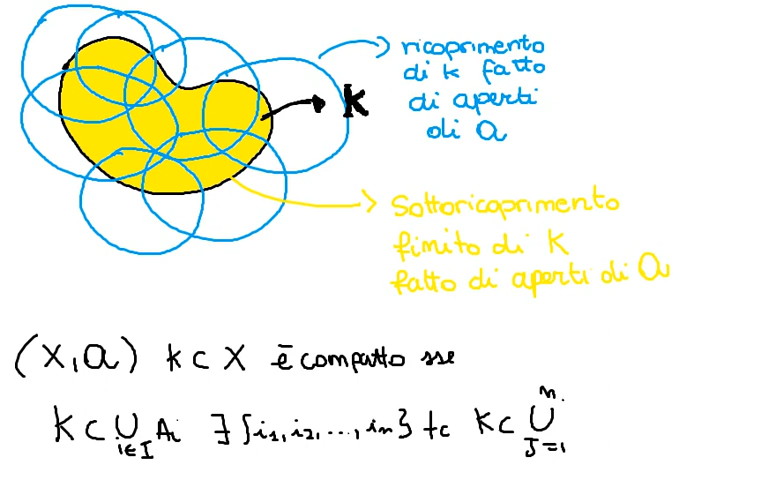 ricoprimento
di k fatto
di aperti
di a
K
Sottoricoprimento
finito di K
fatto di aperti di a
(X, a) K ⊂ X è compatto sse
K ⊂ ⋃ i∈I Ai ∃ {i1, i2, ..., in} tc K ⊂ ⋃ J=1 n